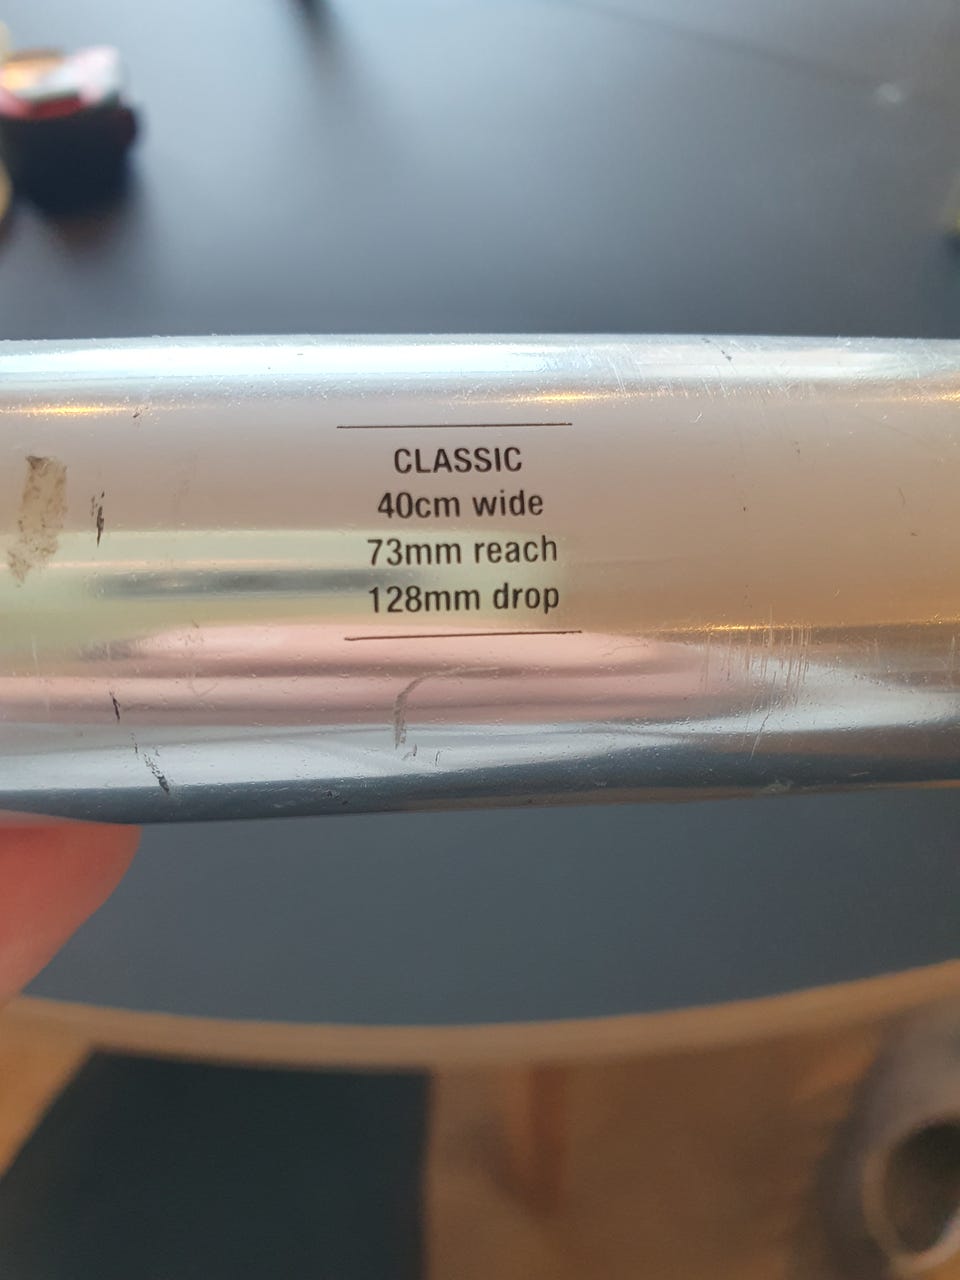 CLASSIC
40cm wide
73mm reach
128mm drop